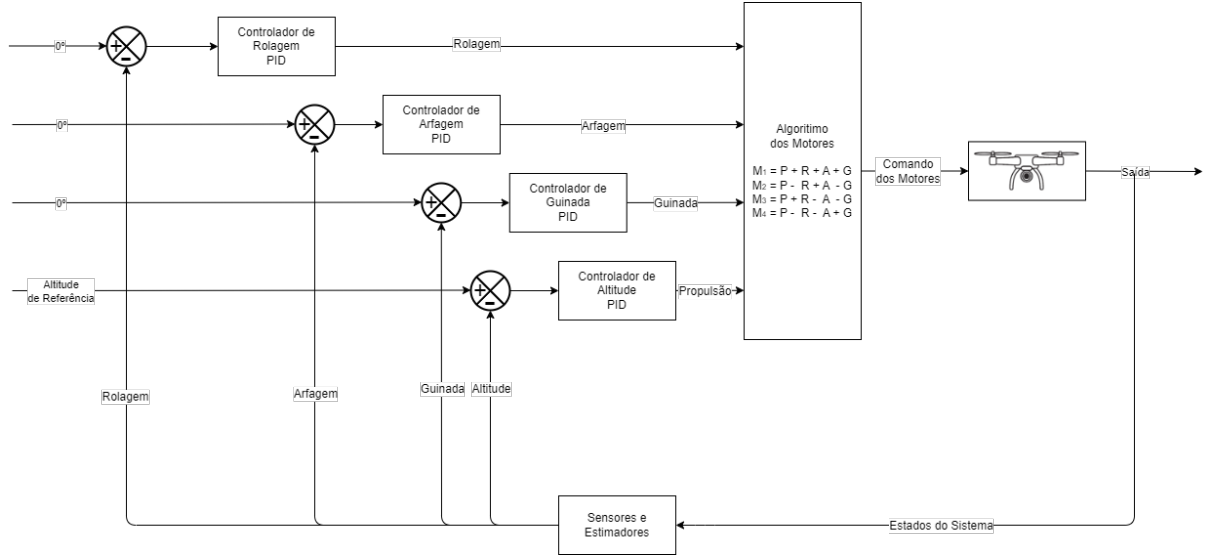 0º
+
-
Controlador de
Rolagem
PID
Rolagem
0º
+
-
Controlador de
Arfagem
PID
Arfagem
0º
+
-
Controlador de
Guinada
PID
Guinada
Altitude
de Referência
+
-
Controlador de
Altitude
PID
Propulsão
Algoritimo
dos Motores
M₁ = P + R + A + G
M₂ = P - R + A - G
M₃ = P + R - A - G
M₄ = P - R - A + G
Comando
dos Motores
Saída
Rolagem
Arfagem
Guinada
Altitude
Sensores e
Estimadores
Estados do Sistema